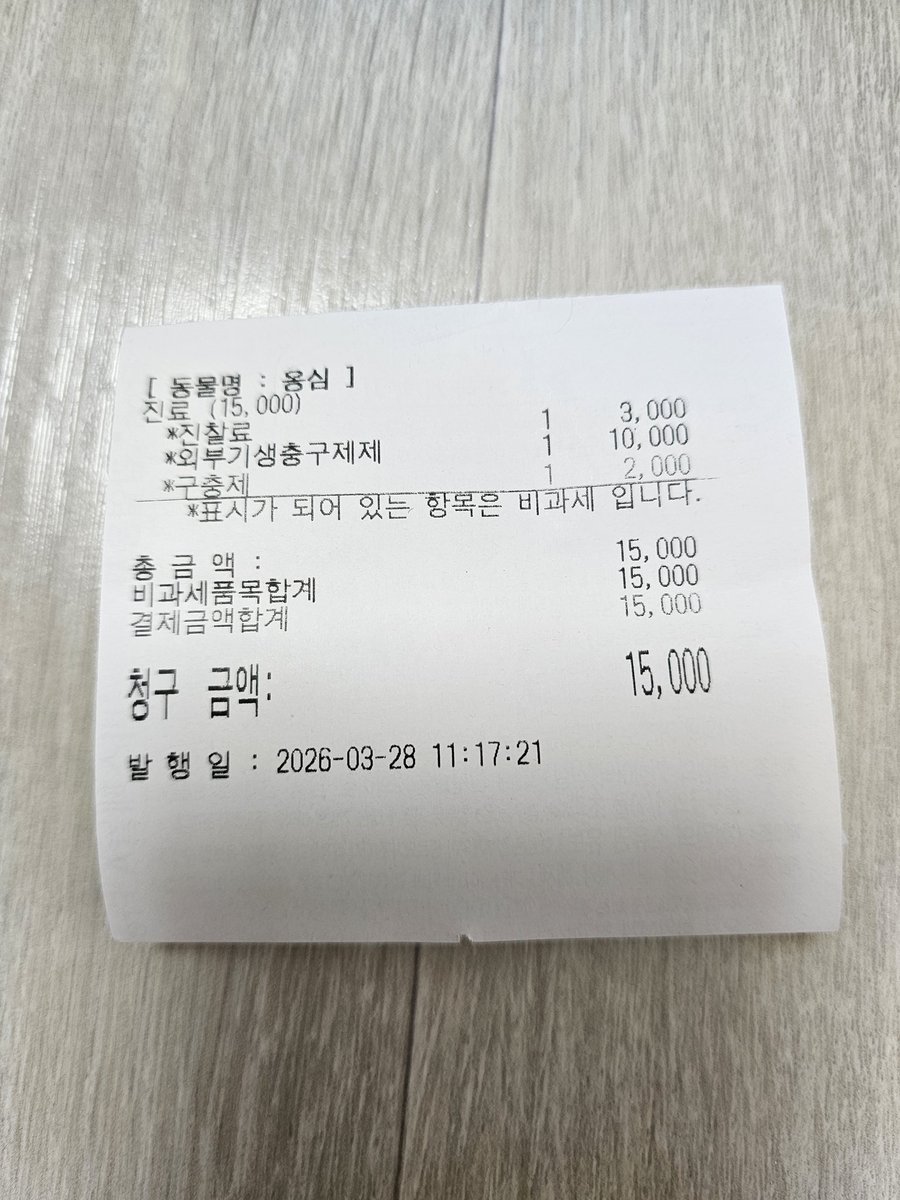 [ 동물명 : 옹심 ]
진료 (15,000)
*진찰료 1 3,000
*외부기생충구제제 1 10,000
*구충제 1 2,000
*표시가 되어 있는 항목은 비과세 입니다.
총 금 액 : 15,000
비과세품목합계 15,000
결제금액합계 15,000
청구 금액: 15,000
발 행 일 : 2026-03-28 11:17:21